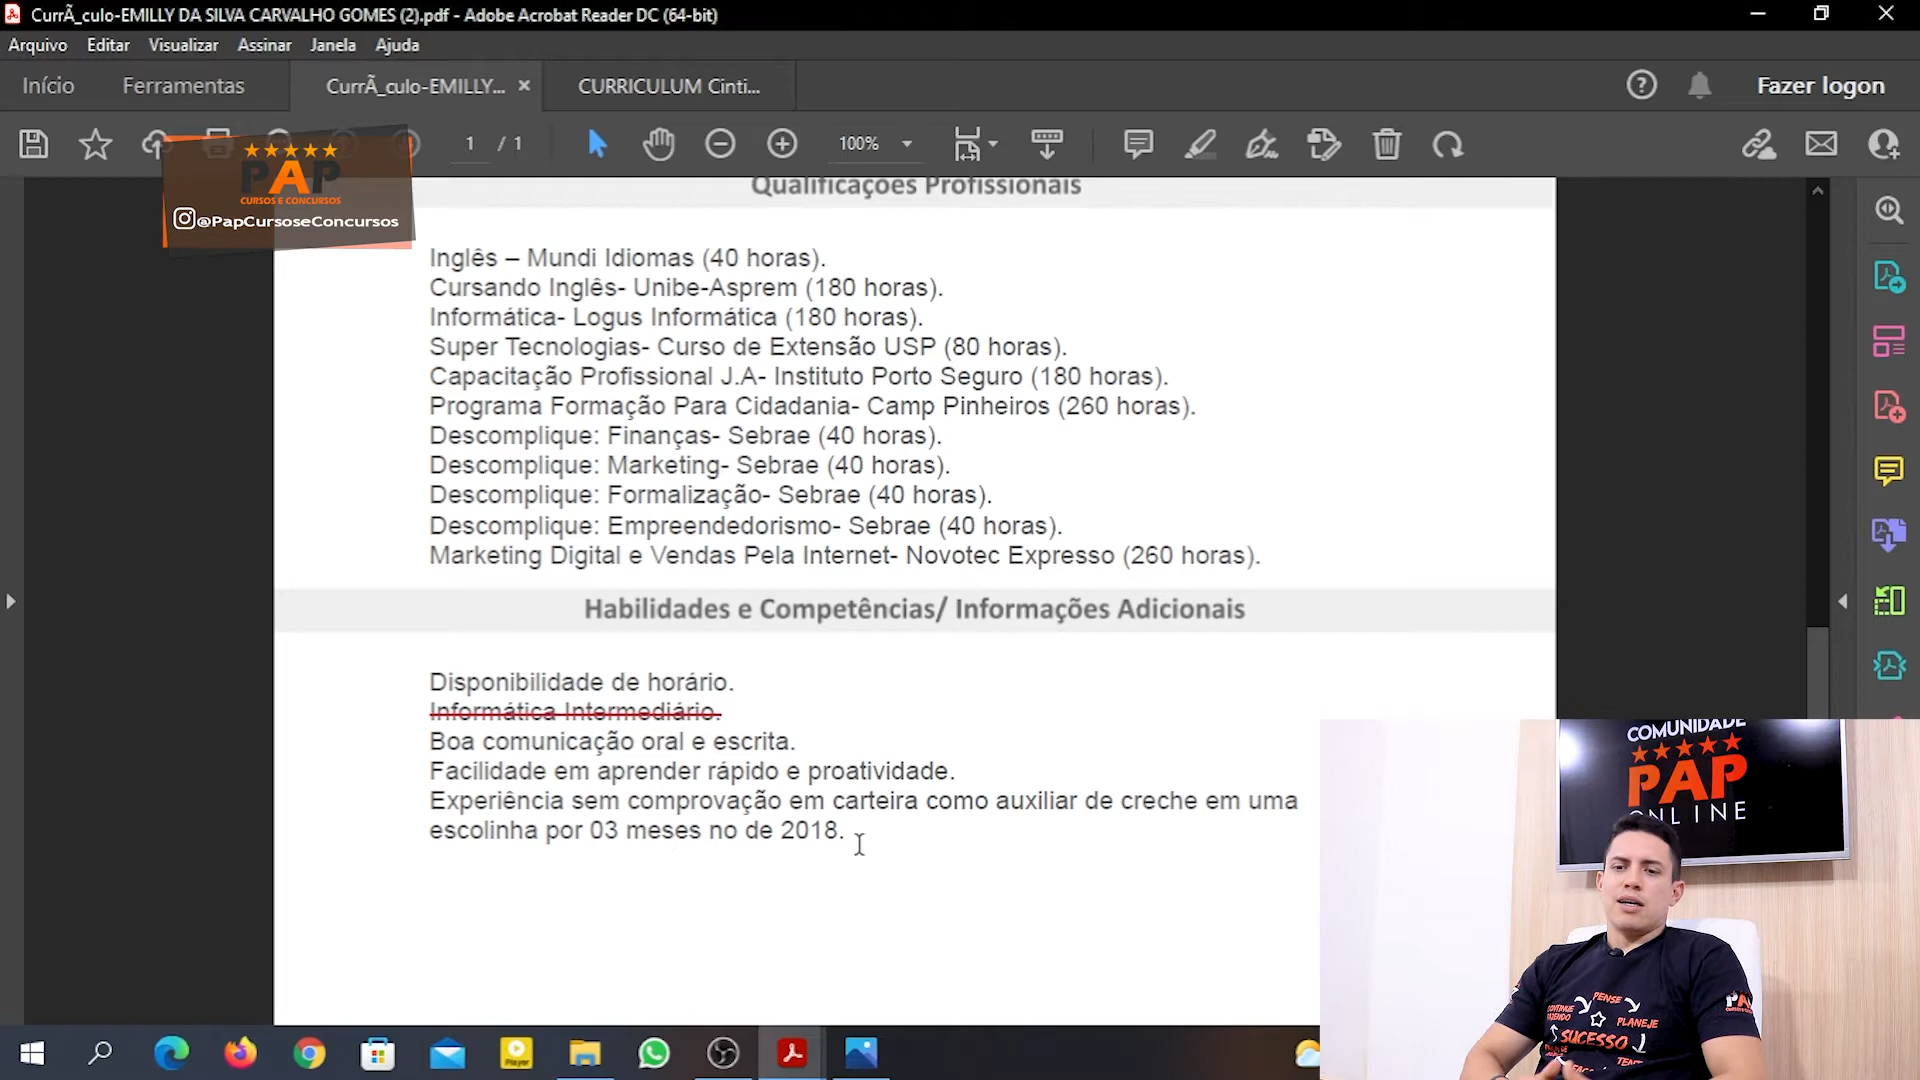 CurrÃ_culo-EMILLY DA SILVA CARVALHO GOMES (2).pdf - Adobe Acrobat Reader DC (64-bit)
Arquivo Editar Visualizar Assinar Janela Ajuda
Início Ferramentas CurrÃ_culo-EMILLY... CURRICULUM Cinti... Fazer logon
1 / 1 100%
PAP
CURSOS E CONCURSOS
@PapCursoseConcursos
Qualificações Profissionais
Inglês – Mundi Idiomas (40 horas).
Cursando Inglês- Unibe-Asprem (180 horas).
Informática- Logus Informática (180 horas).
Super Tecnologias- Curso de Extensão USP (80 horas).
Capacitação Profissional J.A- Instituto Porto Seguro (180 horas).
Programa Formação Para Cidadania- Camp Pinheiros (260 horas).
Descomplique: Finanças- Sebrae (40 horas).
Descomplique: Marketing- Sebrae (40 horas).
Descomplique: Formalização- Sebrae (40 horas).
Descomplique: Empreendedorismo- Sebrae (40 horas).
Marketing Digital e Vendas Pela Internet- Novotec Expresso (260 horas).
Habilidades e Competências/ Informações Adicionais
Disponibilidade de horário.
Informática Intermediário.
Boa comunicação oral e escrita.
Facilidade em aprender rápido e proatividade.
Experiência sem comprovação em carteira como auxiliar de creche em uma
escolinha por 03 meses no de 2018.
COMUNIDADE
PAP
ONLINE
PENSE
CONTINUE
FAZENDO
PLANEJE
SUCESSO
Player